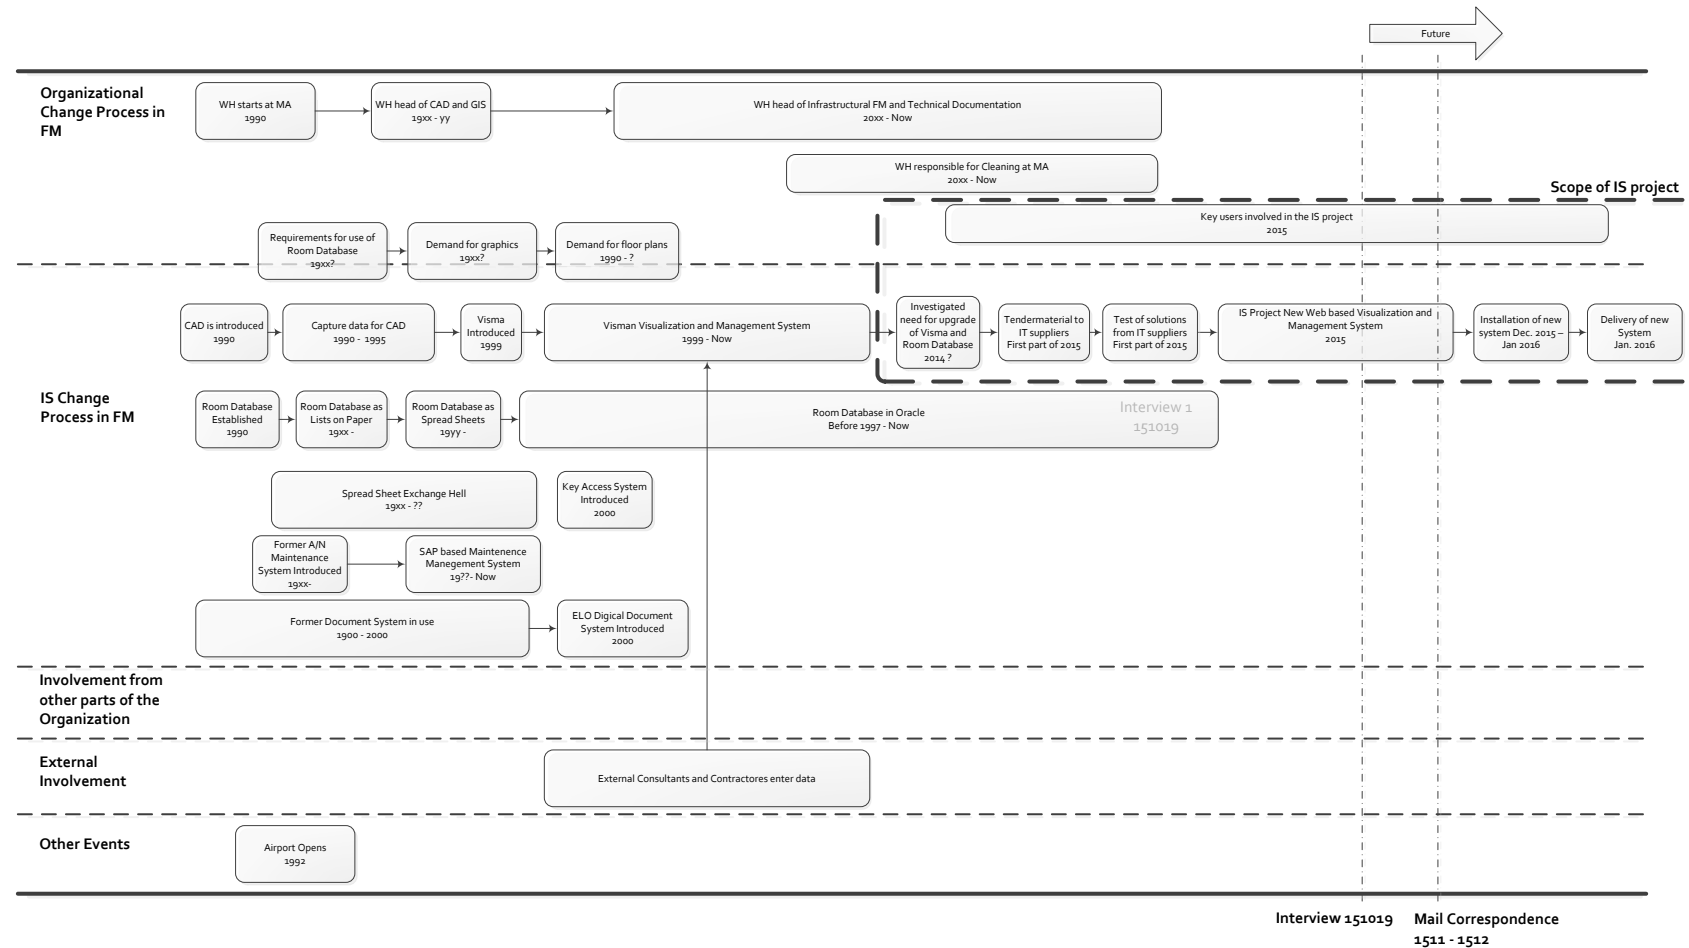 Future
Organizational
Change Process in
FM
WH starts at MA
1990
WH head of CAD and GIS
19xx - yy
WH head of Infrastructural FM and Technical Documentation
20xx - Now
WH responsible for Cleaning at MA
20xx - Now
Scope of IS project
Key users involved in the IS project
2015
Requirements for use of
Room Database
19xx?
Demand for graphics
19xx?
Demand for floor plans
1990 - ?
CAD is introduced
1990
Capture data for CAD
1990 - 1995
Visma
Introduced
1999
Visman Visualization and Management System
1999 - Now
Investigated
need for upgrade
of Visma and
Room Database
2014 ?
Tendermaterial to
IT suppliers
First part of 2015
Test of solutions
from IT suppliers
First part of 2015
IS Project New Web based Visualization and
Management System
2015
Installation of new
system Dec. 2015 –
Jan 2016
Delivery of new
System
Jan. 2016
IS Change
Process in FM
Room Database
Established
1990
Room Database as
Lists on Paper
19xx -
Room Database as
Spread Sheets
19yy -
Room Database in Oracle
Before 1997 - Now
Interview 1
151019
Spread Sheet Exchange Hell
19xx - ??
Key Access System
Introduced
2000
Former A/N
Maintenance
System Introduced
19xx-
SAP based Maintenence
Manegement System
19??- Now
Former Document System in use
1900 - 2000
ELO Digical Document
System Introduced
2000
Involvement from
other parts of the
Organization
External
Involvement
External Consultants and Contractores enter data
Other Events
Airport Opens
1992
Interview 151019
Mail Correspondence
1511 - 1512